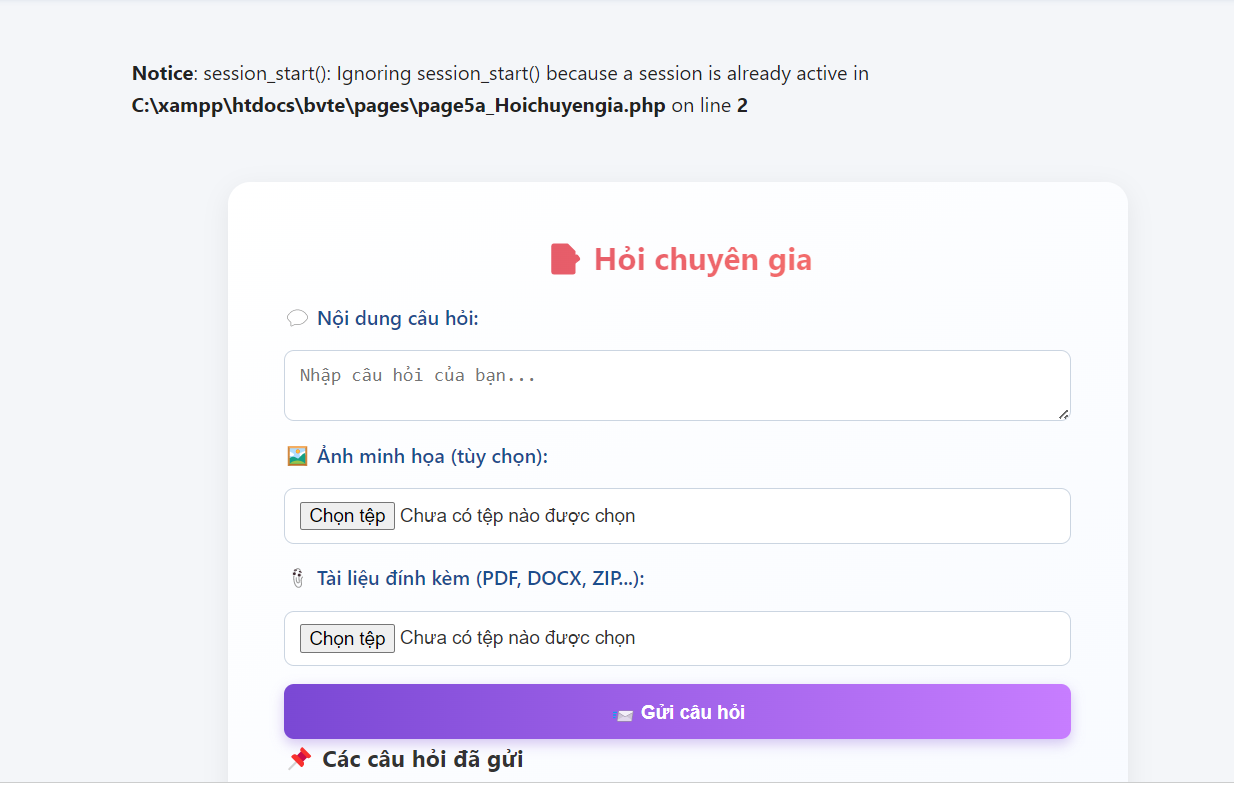 Notice: session_start(): Ignoring session_start() because a session is already active in
C:\xampp\htdocs\bvte\pages\page5a_Hoichuyengia.php on line 2
Hỏi chuyên gia
Nội dung câu hỏi:
Nhập câu hỏi của bạn...
Ảnh minh họa (tùy chọn):
Chọn tệp Chưa có tệp nào được chọn
Tài liệu đính kèm (PDF, DOCX, ZIP...):
Chọn tệp Chưa có tệp nào được chọn
Gửi câu hỏi
Các câu hỏi đã gửi